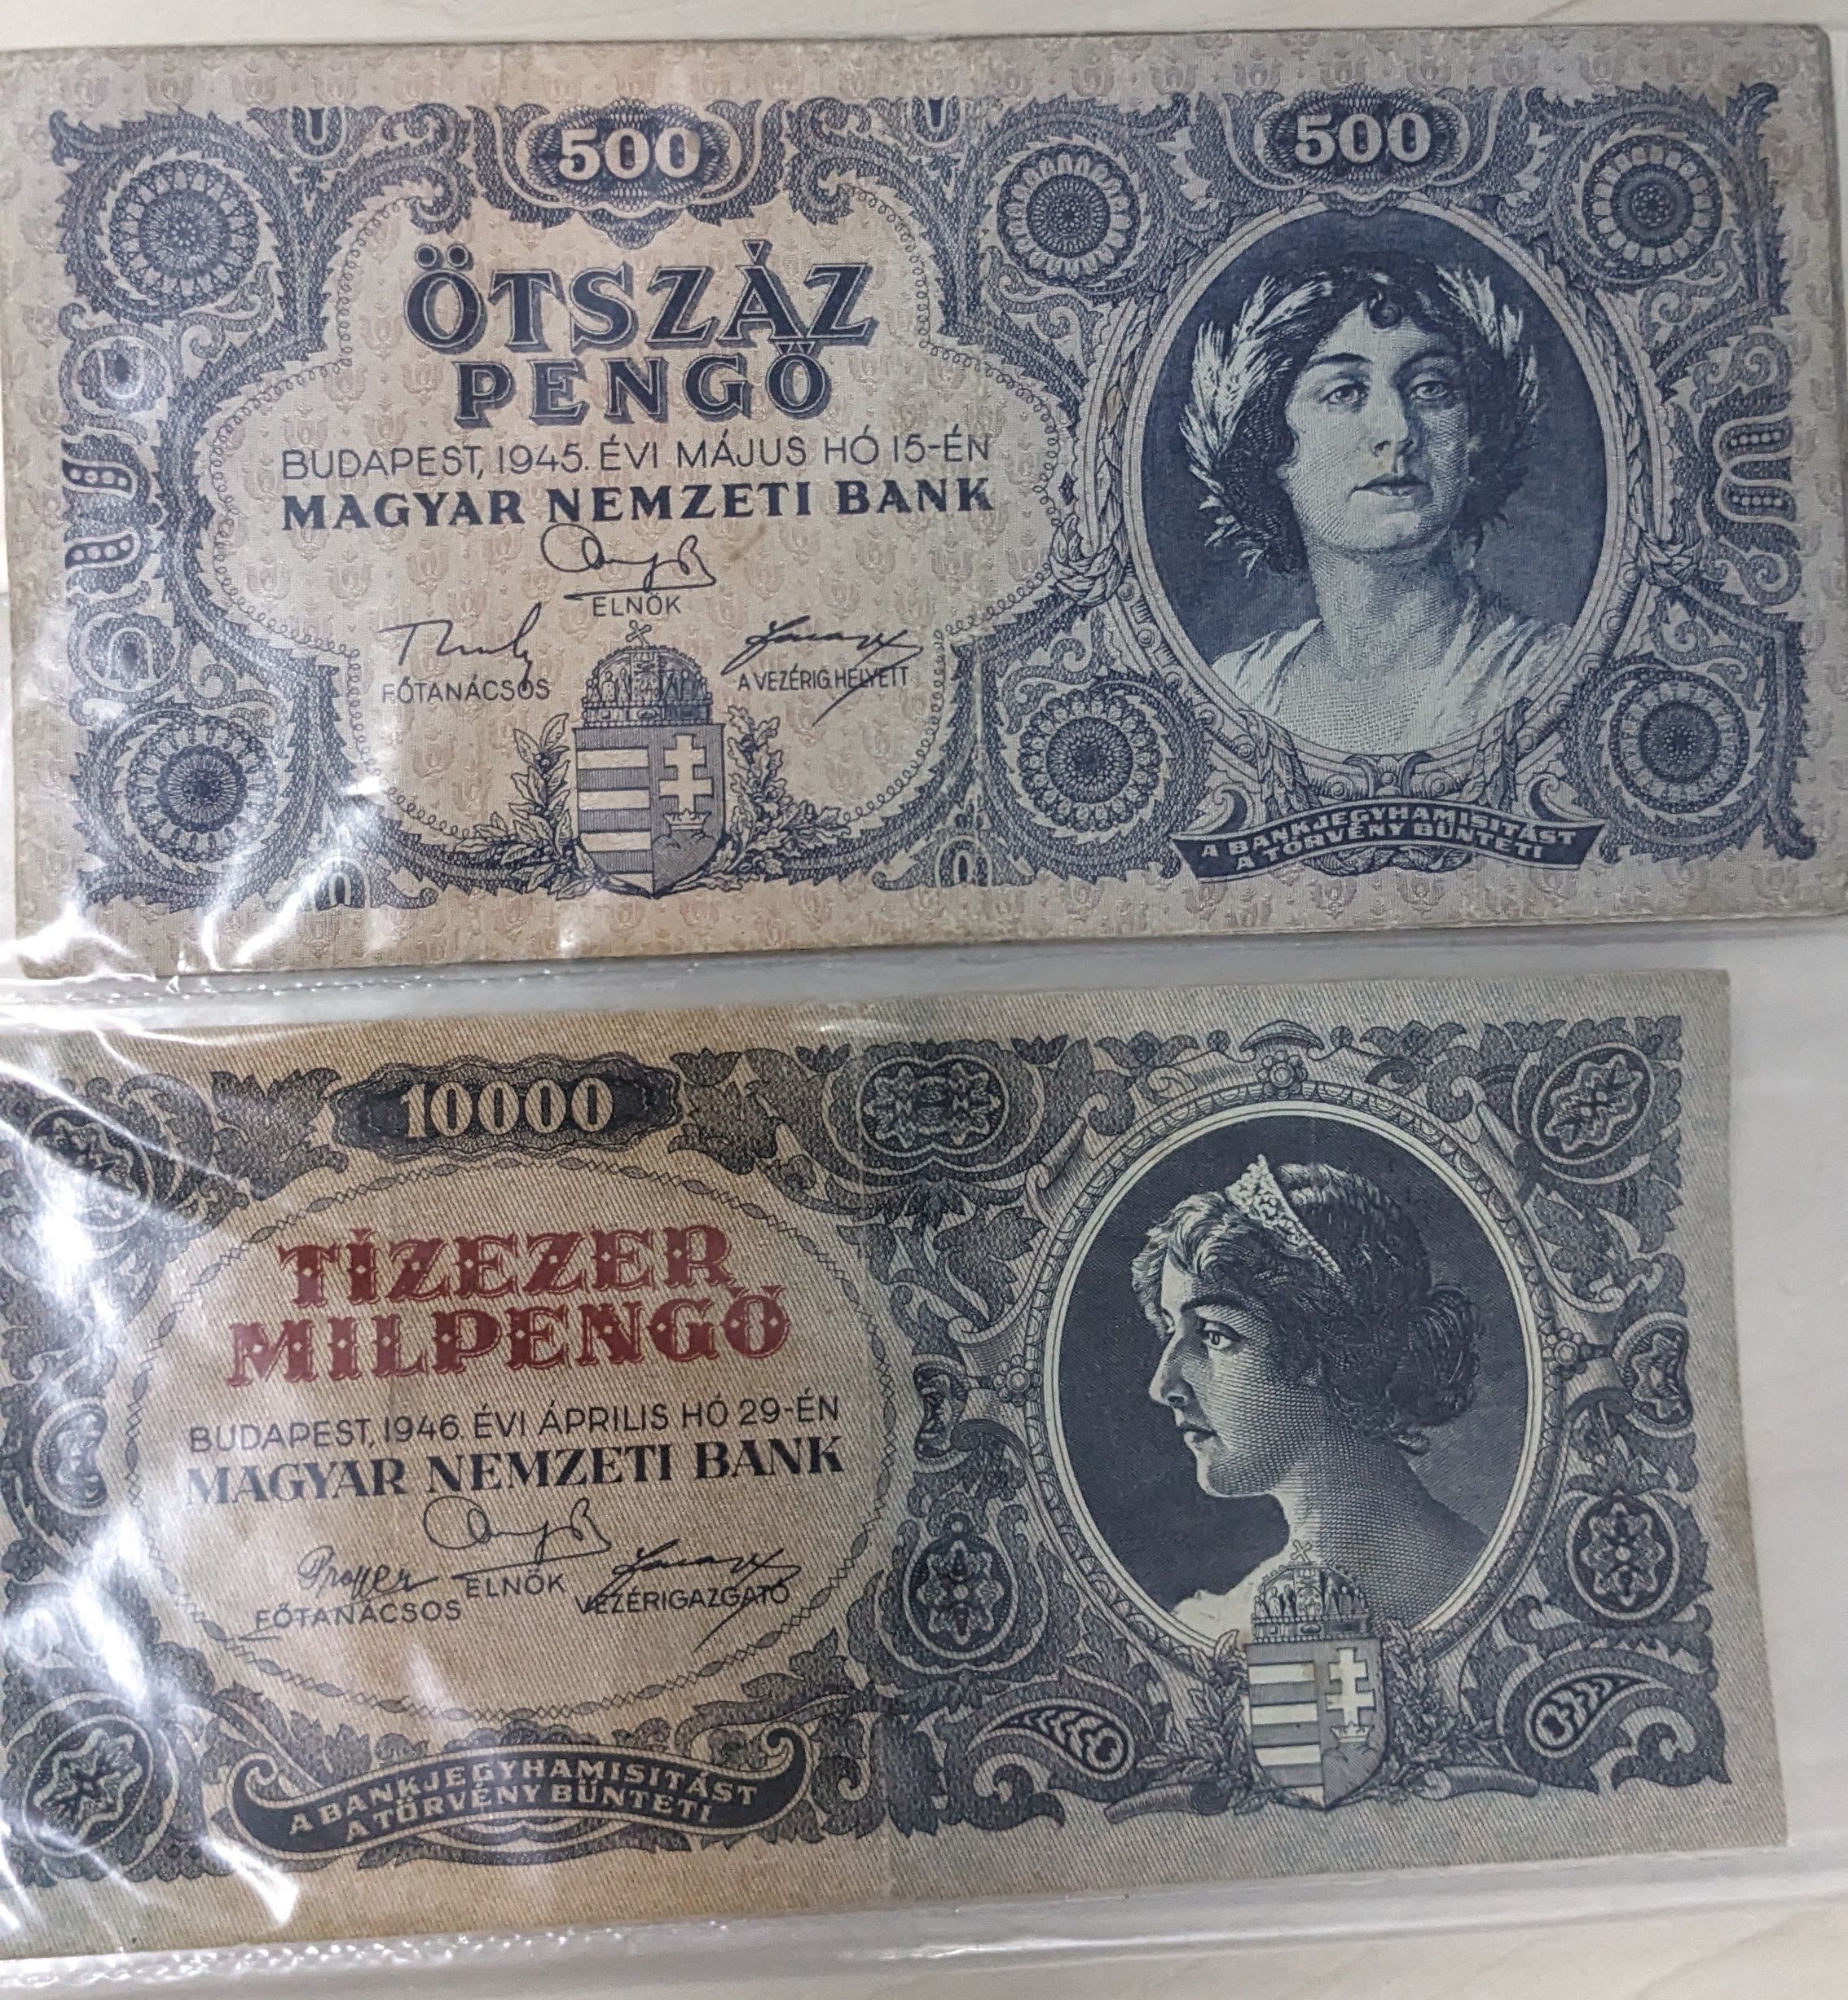 500
500
ÖTSZÁZ
PENGŐ
BUDAPEST, 1945. ÉVI MÁJUS HÓ 15-ÉN
MAGYAR NEMZETI BANK
ELNÖK
FŐTANÁCSOS
A VEZÉRIG. HELYETT
A BANKJEGYHAMISITÁST
A TÖRVÉNY BÜNTETI
10000
TÍZEZER
MILPENGŐ
BUDAPEST, 1946. ÉVI ÁPRILIS HÓ 29-ÉN
MAGYAR NEMZETI BANK
ELNÖK
FŐTANÁCSOS
VEZÉRIGAZGATÓ
A BANKJEGYHAMISITÁST
A TÖRVÉNY BÜNTETI